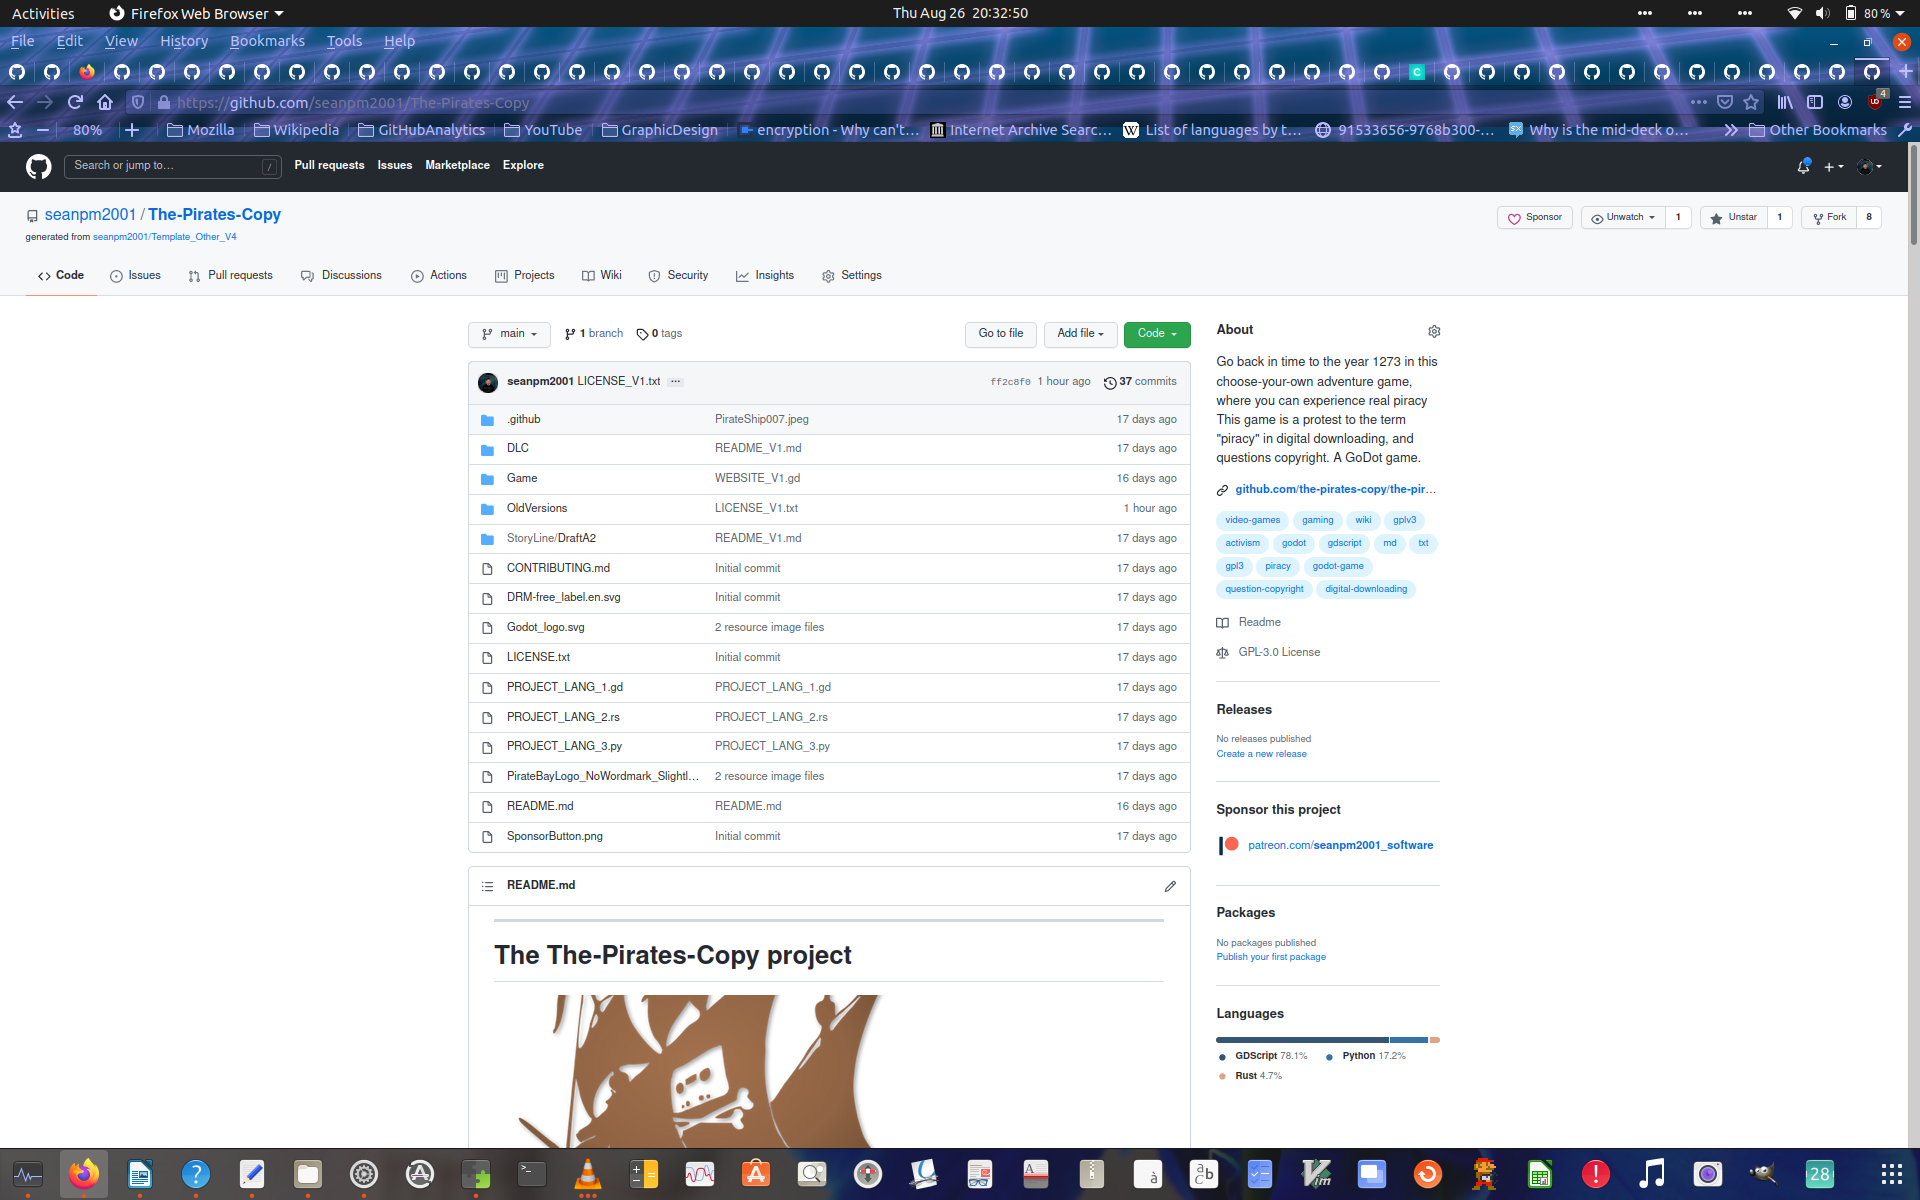 Activities
Firefox Web Browser
Thu Aug 26 20:32:50
80 %
File Edit View History Bookmarks Tools Help
https://github.com/seanpm2001/The-Pirates-Copy
4
80%
Mozilla
Wikipedia
GitHubAnalytics
YouTube
GraphicDesign
encryption - Why can't…
Internet Archive Searc…
List of languages by t…
91533656-9768b300-…
Why is the mid-deck o…
Other Bookmarks
Search or jump to…
/
Pull requests Issues Marketplace Explore
seanpm2001 / The-Pirates-Copy
generated from seanpm2001/Template_Other_V4
Sponsor
Unwatch 1
Unstar 1
Fork 8
Code
Issues
Pull requests
Discussions
Actions
Projects
Wiki
Security
Insights
Settings
main
1 branch
0 tags
Go to file
Add file
Code
seanpm2001 LICENSE_V1.txt ...
ff2c8f0 1 hour ago
37 commits
.github PirateShip007.jpeg 17 days ago
DLC README_V1.md 17 days ago
Game WEBSITE_V1.gd 16 days ago
OldVersions LICENSE_V1.txt 1 hour ago
StoryLine/DraftA2 README_V1.md 17 days ago
CONTRIBUTING.md Initial commit 17 days ago
DRM-free_label.en.svg Initial commit 17 days ago
Godot_logo.svg 2 resource image files 17 days ago
LICENSE.txt Initial commit 17 days ago
PROJECT_LANG_1.gd PROJECT_LANG_1.gd 17 days ago
PROJECT_LANG_2.rs PROJECT_LANG_2.rs 17 days ago
PROJECT_LANG_3.py PROJECT_LANG_3.py 17 days ago
PirateBayLogo_NoWordmark_Slightl… 2 resource image files 17 days ago
README.md README.md 16 days ago
SponsorButton.png Initial commit 17 days ago
README.md
The The-Pirates-Copy project
About
Go back in time to the year 1273 in this
choose-your-own adventure game,
where you can experience real piracy
This game is a protest to the term
"piracy" in digital downloading, and
questions copyright. A GoDot game.
github.com/the-pirates-copy/the-pir…
video-games gaming wiki gplv3
activism godot gdscript md txt
gpl3 piracy godot-game
question-copyright digital-downloading
Readme
GPL-3.0 License
Releases
No releases published
Create a new release
Sponsor this project
patreon.com/seanpm2001_software
Packages
No packages published
Publish your first package
Languages
GDScript 78.1%
Python 17.2%
Rust 4.7%
28